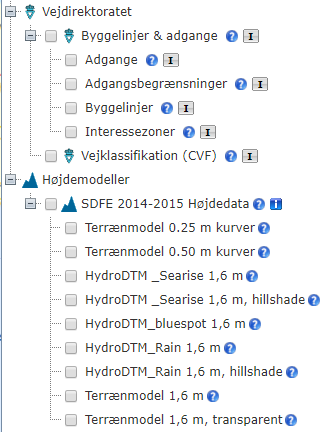 Vejdirektoratet
Byggelinjer & adgange ? I
Adgange ? I
Adgangsbegrænsninger ? I
Byggelinjer ? I
Interessezoner ? I
Vejklassifikation (CVF) ? I
Højdemodeller
SDFE 2014-2015 Højdedata ? i
Terrænmodel 0.25 m kurver ?
Terrænmodel 0.50 m kurver ?
HydroDTM _Searise 1,6 m ?
HydroDTM _Searise 1,6 m, hillshade ?
HydroDTM_bluespot 1,6 m ?
HydroDTM_Rain 1,6 m ?
HydroDTM_Rain 1,6 m, hillshade ?
Terrænmodel 1,6 m ?
Terrænmodel 1,6 m, transparent ?